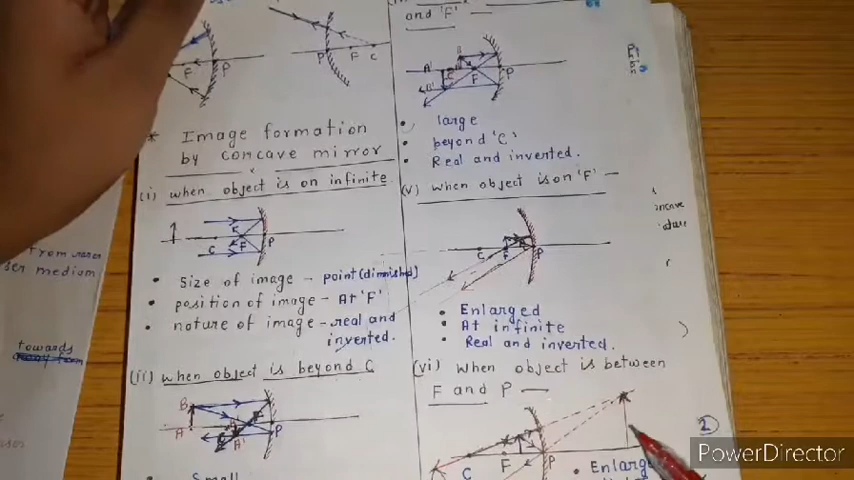 F
P
P
F
C
* Image formation
by concave mirror
(i) when object is on infinite
C
F
P
• size of image - point(diminished)
• position of image - At 'F'
• nature of image - real and
inverted.
(ii) when object is beyond C
B
A
A'
P
Small
and 'F'
A'
B'
F
P
• large
• beyond 'C'
• Real and inverted.
(v) when object is on 'F' -
P
• Enlarged
• At infinite
• Real and inverted.
(vi) when object is between
F and P -
C
F
P
• Enlarg
2
towards
PowerDirector